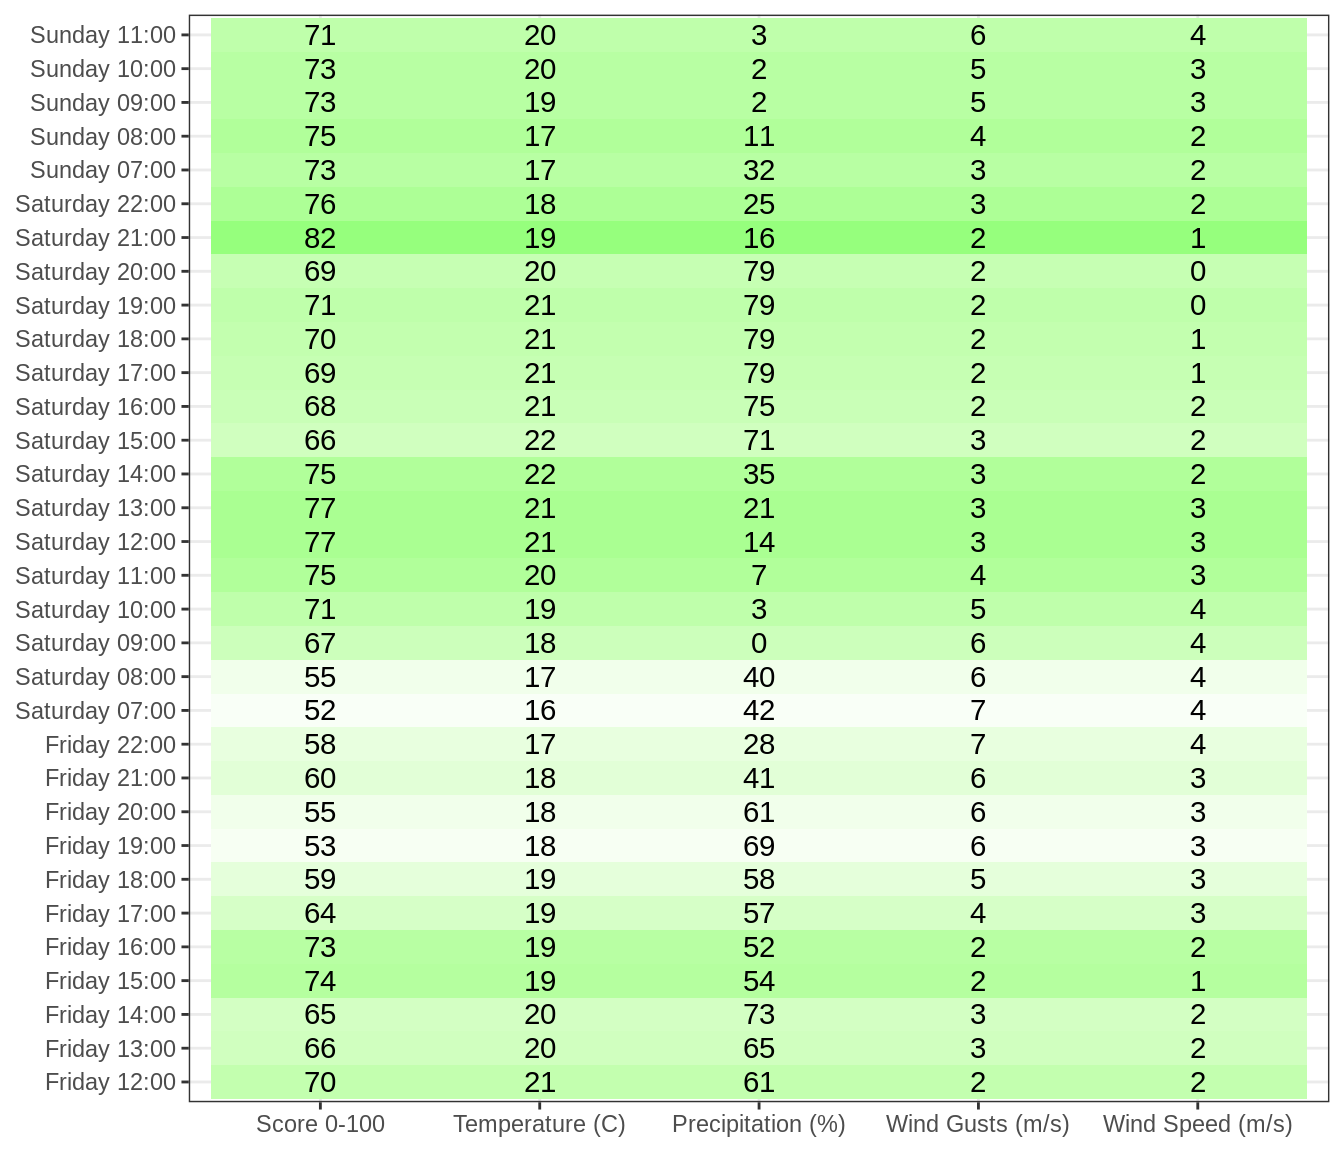 Sunday 11:00 71 20 3 6 4
Sunday 10:00 73 20 2 5 3
Sunday 09:00 73 19 2 5 3
Sunday 08:00 75 17 11 4 2
Sunday 07:00 73 17 32 3 2
Saturday 22:00 76 18 25 3 2
Saturday 21:00 82 19 16 2 1
Saturday 20:00 69 20 79 2 0
Saturday 19:00 71 21 79 2 0
Saturday 18:00 70 21 79 2 1
Saturday 17:00 69 21 79 2 1
Saturday 16:00 68 21 75 2 2
Saturday 15:00 66 22 71 3 2
Saturday 14:00 75 22 35 3 2
Saturday 13:00 77 21 21 3 3
Saturday 12:00 77 21 14 3 3
Saturday 11:00 75 20 7 4 3
Saturday 10:00 71 19 3 5 4
Saturday 09:00 67 18 0 6 4
Saturday 08:00 55 17 40 6 4
Saturday 07:00 52 16 42 7 4
Friday 22:00 58 17 28 7 4
Friday 21:00 60 18 41 6 3
Friday 20:00 55 18 61 6 3
Friday 19:00 53 18 69 6 3
Friday 18:00 59 19 58 5 3
Friday 17:00 64 19 57 4 3
Friday 16:00 73 19 52 2 2
Friday 15:00 74 19 54 2 1
Friday 14:00 65 20 73 3 2
Friday 13:00 66 20 65 3 2
Friday 12:00 70 21 61 2 2
Score 0-100 Temperature (C) Precipitation (%) Wind Gusts (m/s) Wind Speed (m/s)